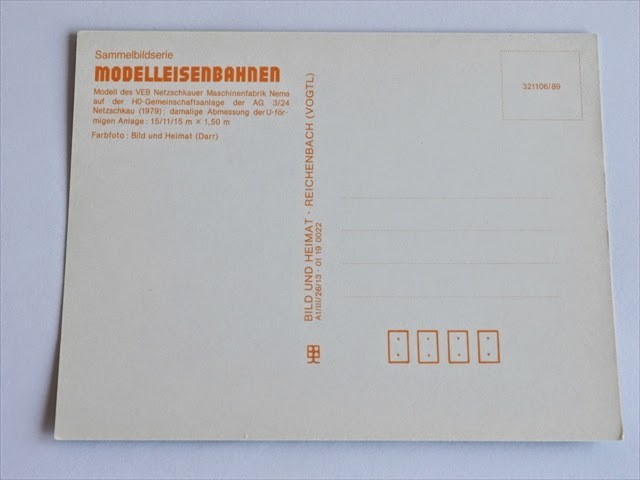 Sammelbildserie
MODELLEISENBAHNEN
Modell des VEB Netzschkauer Maschinenfabrik Nema
auf der H0-Gemeinschaftsanlage der AG 3/24
Netzschkau (1979); damalige Abmessung der U-för-
migen Anlage: 15/11/15 m × 1,50 m
Farbfoto: Bild und Heimat (Darr)
BILD UND HEIMAT · REICHENBACH (VOGTL)
A1/III/26/13 · 01 19 0022
321106/89